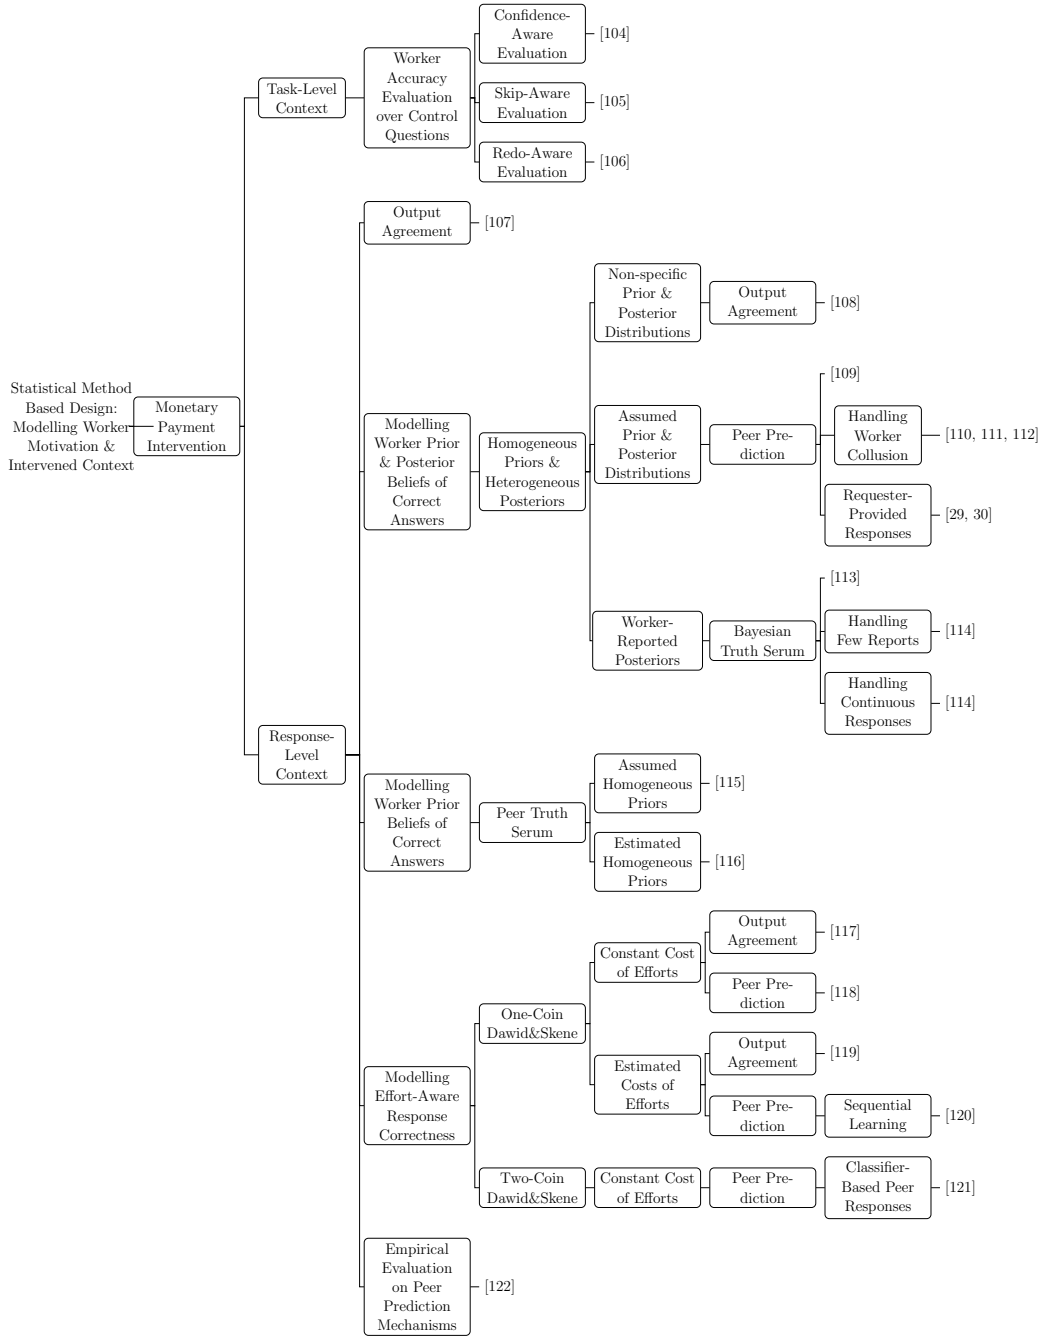 Statistical Method
Based Design:
Modelling Worker
Motivation &
Intervened Context
Monetary
Payment
Intervention
Task-Level
Context
Worker
Accuracy
Evaluation
over Control
Questions
Confidence-
Aware
Evaluation
[104]
Skip-Aware
Evaluation
[105]
Redo-Aware
Evaluation
[106]
Response-
Level
Context
Output
Agreement
[107]
Modelling
Worker Prior
& Posterior
Beliefs of
Correct
Answers
Homogeneous
Priors &
Heterogeneous
Posteriors
Non-specific
Prior &
Posterior
Distributions
Output
Agreement
[108]
Assumed
Prior &
Posterior
Distributions
Peer Pre-
diction
[109]
Handling
Worker
Collusion
[110, 111, 112]
Requester-
Provided
Responses
[29, 30]
Worker-
Reported
Posteriors
Bayesian
Truth Serum
[113]
Handling
Few Reports
[114]
Handling
Continuous
Responses
[114]
Modelling
Worker Prior
Beliefs of
Correct
Answers
Peer Truth
Serum
Assumed
Homogeneous
Priors
[115]
Estimated
Homogeneous
Priors
[116]
Modelling
Effort-Aware
Response
Correctness
One-Coin
Dawid&Skene
Constant Cost
of Efforts
Output
Agreement
[117]
Peer Pre-
diction
[118]
Estimated
Costs of
Efforts
Output
Agreement
[119]
Peer Pre-
diction
Sequential
Learning
[120]
Two-Coin
Dawid&Skene
Constant Cost
of Efforts
Peer Pre-
diction
Classifier-
Based Peer
Responses
[121]
Empirical
Evaluation
on Peer
Prediction
Mechanisms
[122]